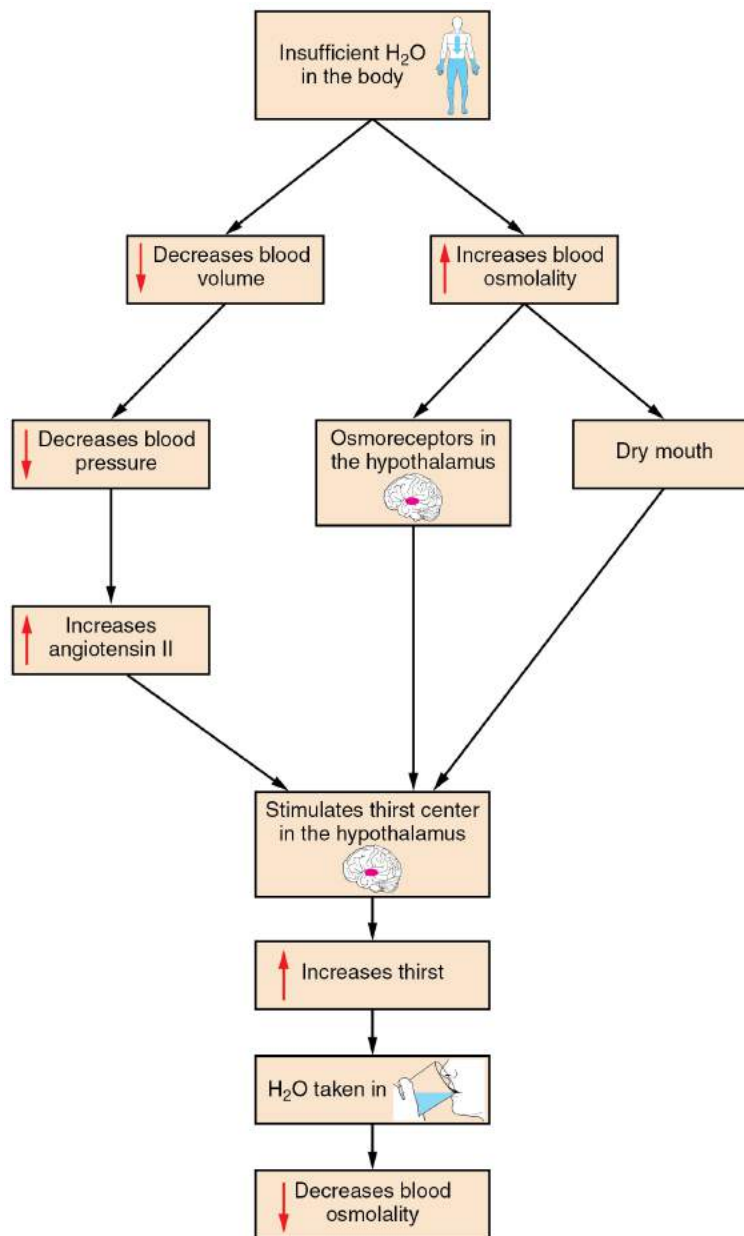 Insufficient H₂O
in the body
Decreases blood
volume
Increases blood
osmolality
Decreases blood
pressure
Osmoreceptors in
the hypothalamus
Dry mouth
Increases
angiotensin II
Stimulates thirst center
in the hypothalamus
Increases thirst
H₂O taken in
Decreases blood
osmolality